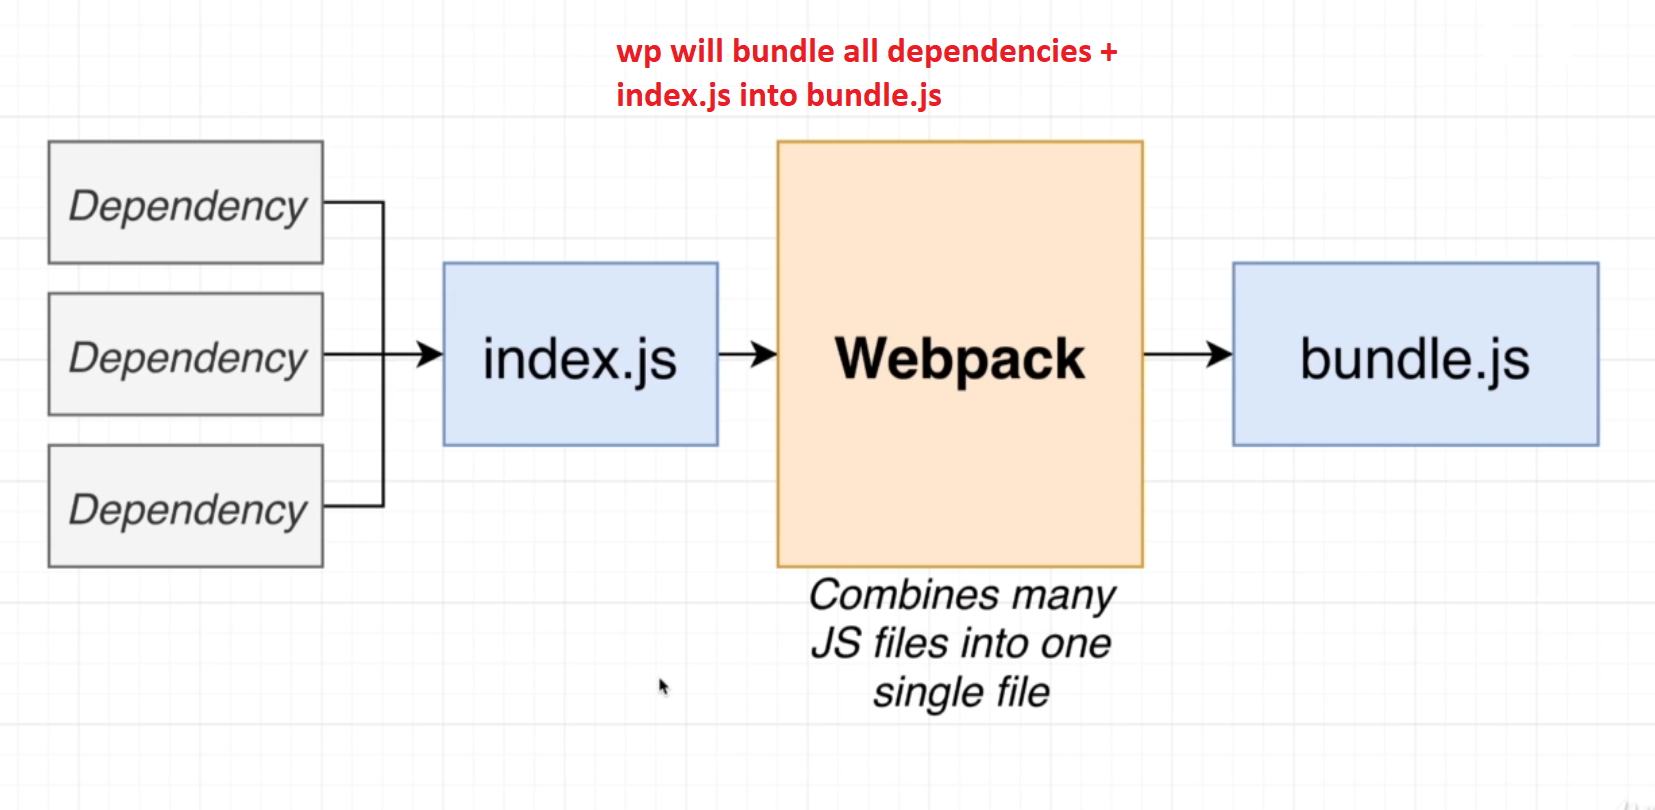 wp will bundle all dependencies +
index.js into bundle.js
Dependency
Dependency
Dependency
index.js
Webpack
bundle.js
Combines many
JS files into one
single file